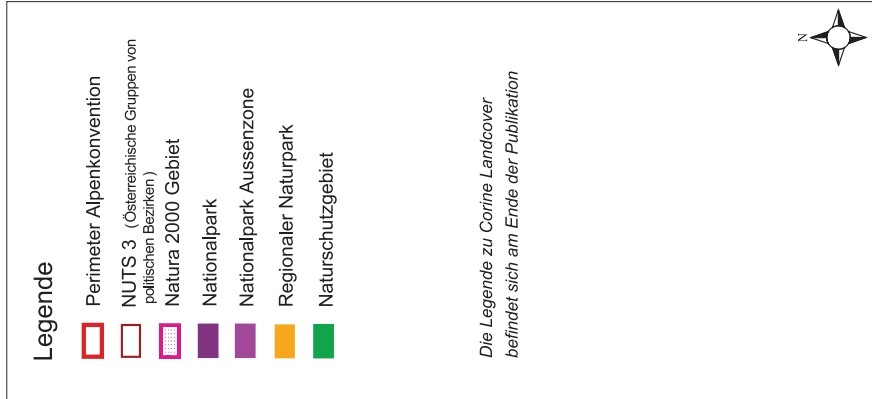 Legende
Perimeter Alpenkonvention
NUTS 3 (Österreichische Gruppen von
politischen Bezirken)
Natura 2000 Gebiet
Nationalpark
Nationalpark Aussenzone
Regionaler Naturpark
Naturschutzgebiet
Die Legende zu Corine Landcover
befindet sich am Ende der Publikation
N